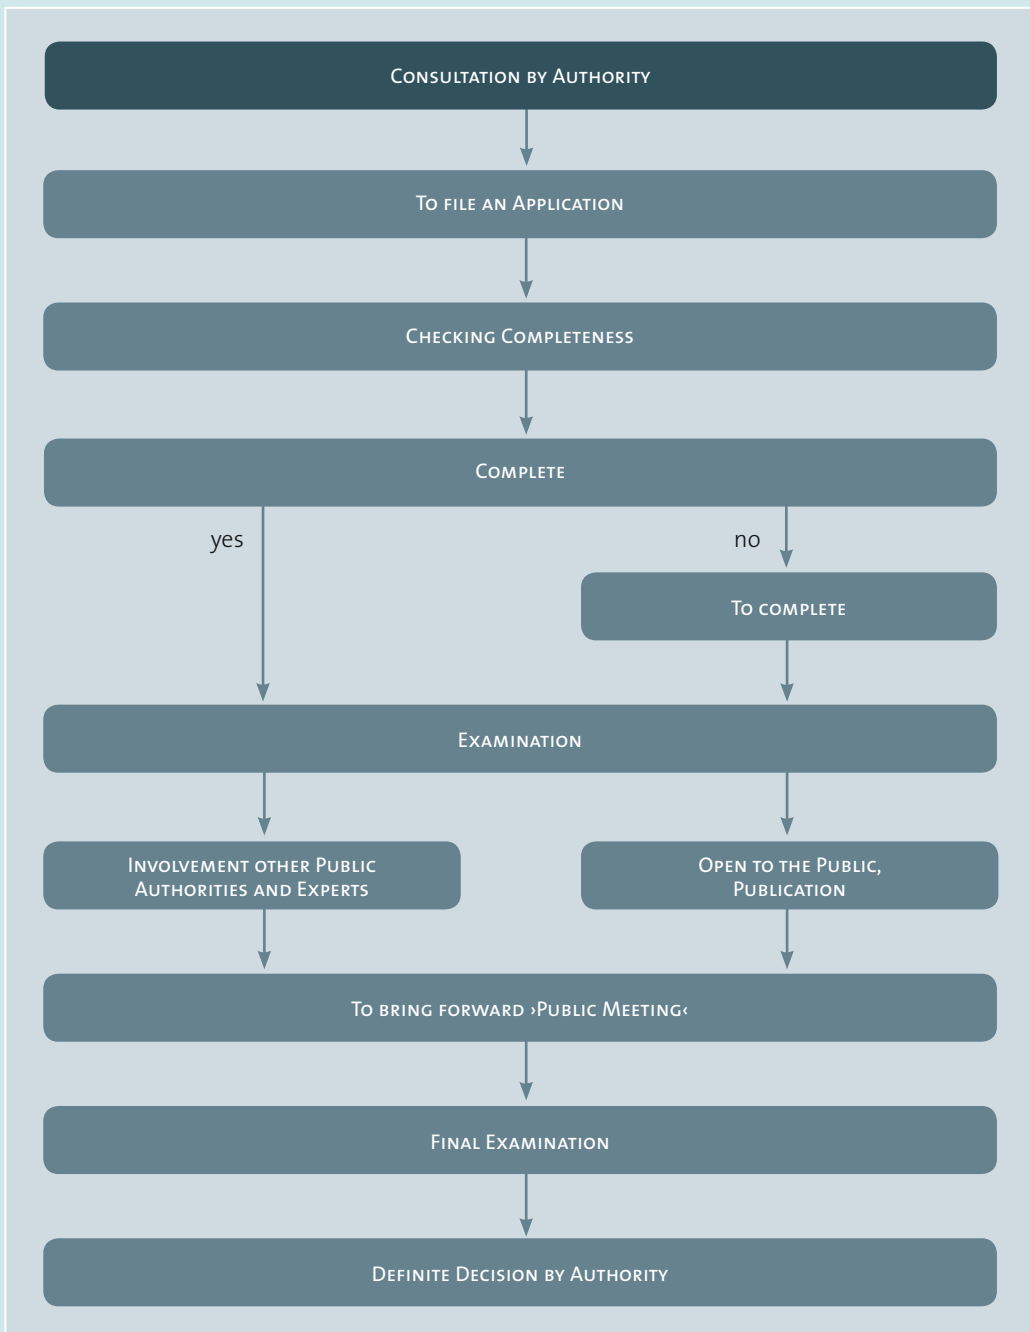 Consultation by Authority
To file an Application
Checking Completeness
Complete
yes
no
To complete
Examination
Involvement other Public
Authorities and Experts
Open to the Public,
Publication
To bring forward ›Public Meeting‹
Final Examination
Definite Decision by Authority